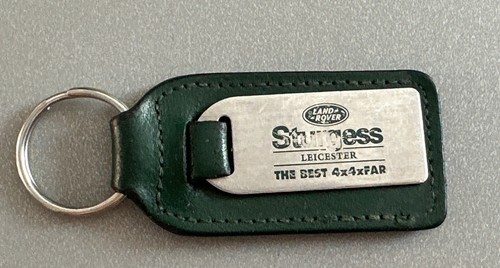 LAND
ROVER
Sturgess
LEICESTER
THE BEST 4x4xFAR